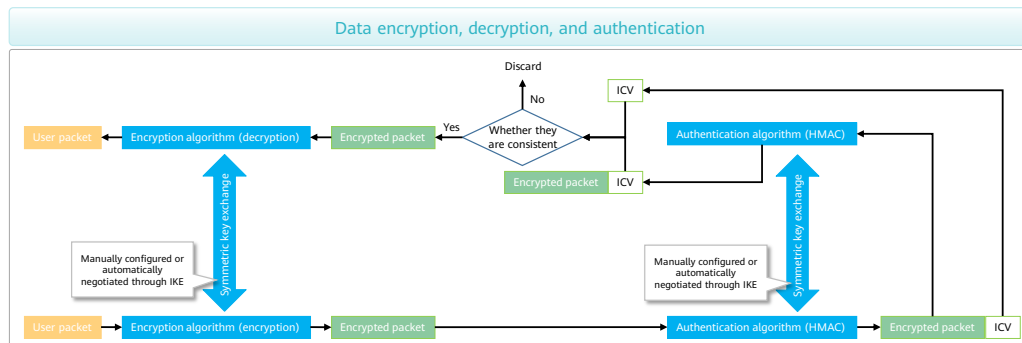 Data encryption, decryption, and authentication
Discard
No
ICV
User packet
Encryption algorithm (decryption)
Encrypted packet
Yes
Whether they
are consistent
Authentication algorithm (HMAC)
Encrypted packet
ICV
Symmetric key exchange
Manually configured or
automatically
negotiated through IKE
Symmetric key exchange
Manually configured or
automatically
negotiated through IKE
User packet
Encryption algorithm (encryption)
Encrypted packet
Authentication algorithm (HMAC)
Encrypted packet
ICV